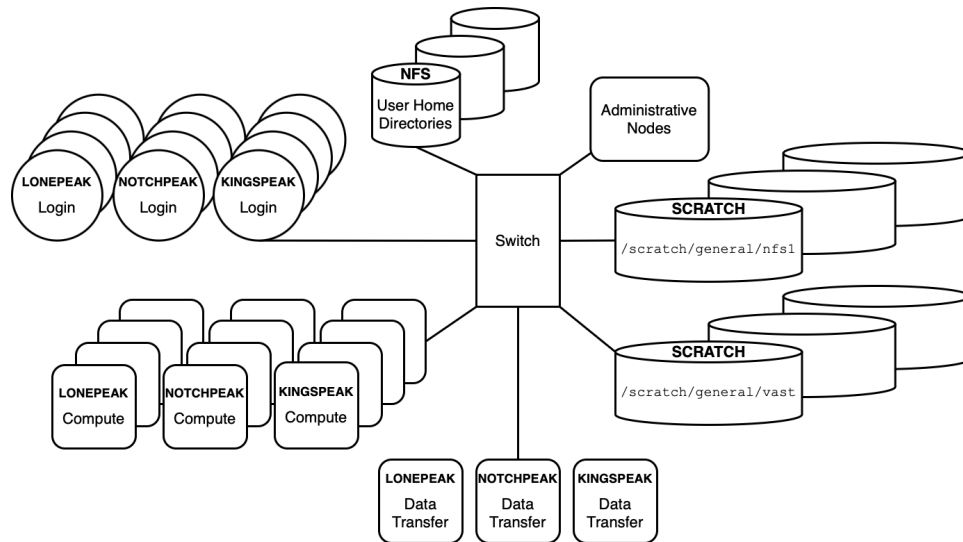 NFS
User Home
Directories
Administrative
Nodes
LONEPEAK
Login
NOTCHPEAK
Login
KINGSPEAK
Login
Switch
SCRATCH
/scratch/general/nfs1
SCRATCH
/scratch/general/vast
LONEPEAK
Compute
NOTCHPEAK
Compute
KINGSPEAK
Compute
LONEPEAK
Data
Transfer
NOTCHPEAK
Data
Transfer
KINGSPEAK
Data
Transfer